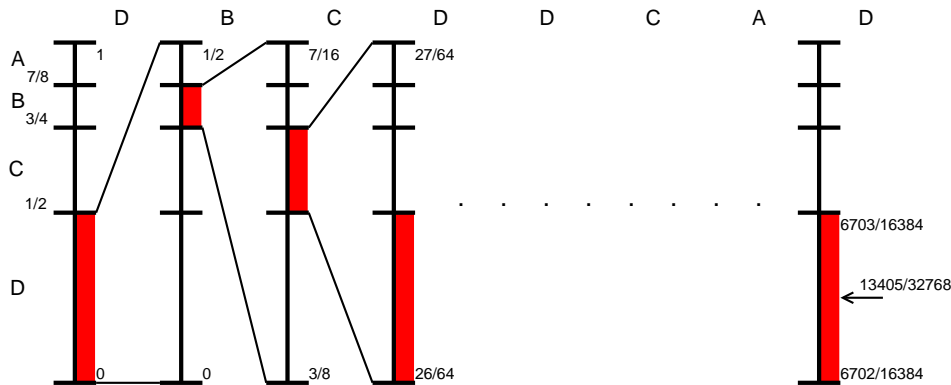 D B C D D C A D
A 1 1/2 7/16 27/64
7/8
B
3/4
C
1/2
. . . . . . .
6703/16384
D 13405/32768
0 0 3/8 26/64 6702/16384